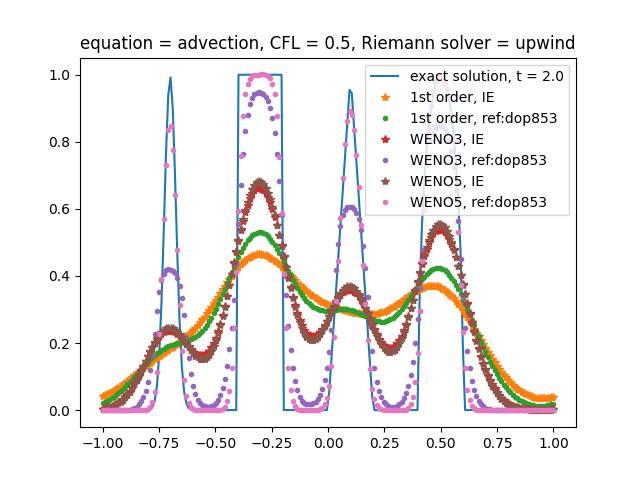 equation = advection, CFL = 0.5, Riemann solver = upwind
exact solution, t = 2.0
1st order, IE
1st order, ref:dop853
WENO3, IE
WENO3, ref:dop853
WENO5, IE
WENO5, ref:dop853
1.0
0.8
0.6
0.4
0.2
0.0
−1.00 −0.75 −0.50 −0.25 0.00 0.25 0.50 0.75 1.00